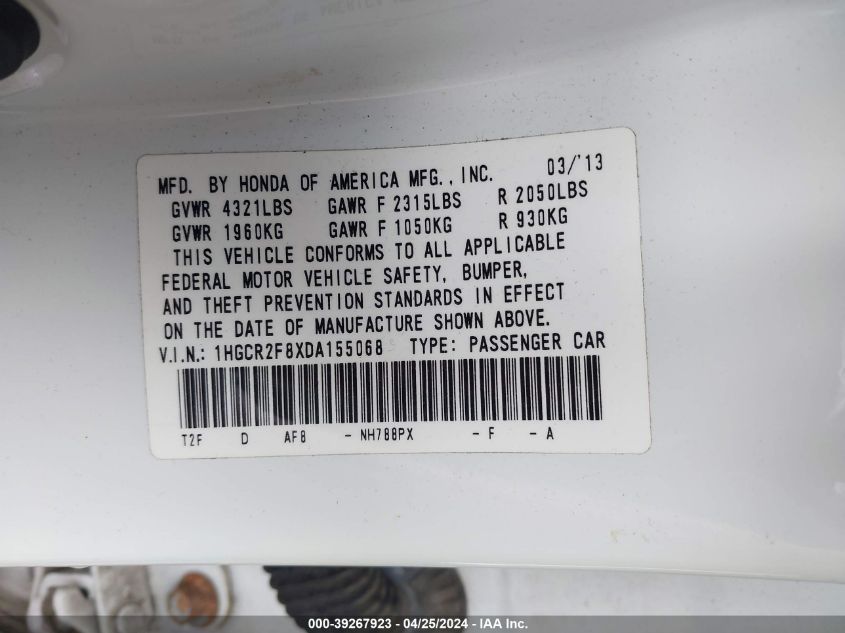 MFD. BY HONDA OF AMERICA MFG., INC. 03/'13
GVWR 4321LBS GAWR F 2315LBS R 2050LBS
GVWR 1960KG GAWR F 1050KG R 930KG
THIS VEHICLE CONFORMS TO ALL APPLICABLE
FEDERAL MOTOR VEHICLE SAFETY, BUMPER,
AND THEFT PREVENTION STANDARDS IN EFFECT
ON THE DATE OF MANUFACTURE SHOWN ABOVE.
V.I.N.: 1HGCR2F8XDA155068 TYPE: PASSENGER CAR
T2F D AF8 - NH788PX - F - A
000-39267923 - 04/25/2024 - IAA Inc.